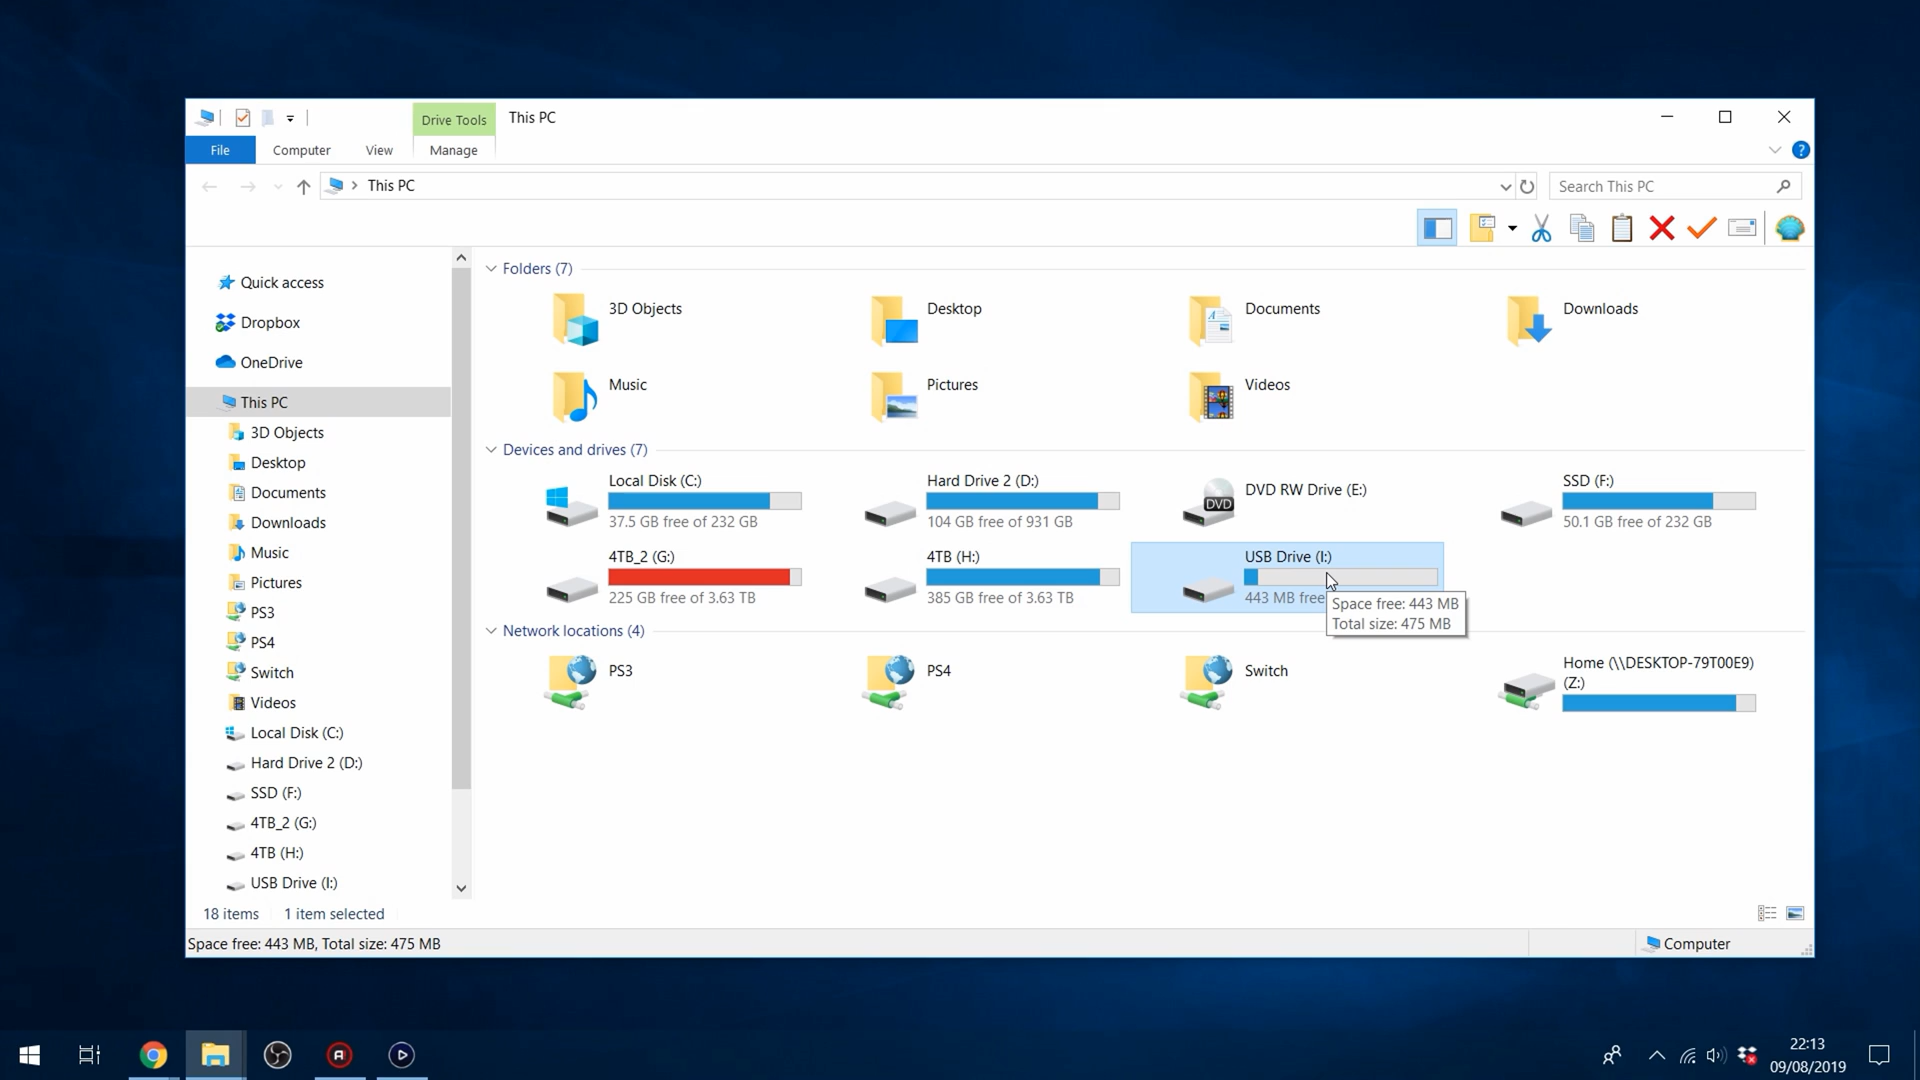 Drive Tools
This PC
File
Computer
View
Manage
?
This PC
Search This PC
Quick access
Dropbox
OneDrive
This PC
3D Objects
Desktop
Documents
Downloads
Music
Pictures
PS3
PS4
Switch
Videos
Local Disk (C:)
Hard Drive 2 (D:)
SSD (F:)
4TB_2 (G:)
4TB (H:)
USB Drive (I:)
Folders (7)
3D Objects
Desktop
Documents
Downloads
Music
Pictures
Videos
Devices and drives (7)
Local Disk (C:)
37.5 GB free of 232 GB
Hard Drive 2 (D:)
104 GB free of 931 GB
DVD
DVD RW Drive (E:)
SSD (F:)
50.1 GB free of 232 GB
4TB_2 (G:)
225 GB free of 3.63 TB
4TB (H:)
385 GB free of 3.63 TB
USB Drive (I:)
443 MB free
Space free: 443 MB
Total size: 475 MB
Network locations (4)
PS3
PS4
Switch
Home (\\DESKTOP-79T00E9)
(Z:)
18 items
1 item selected
Space free: 443 MB, Total size: 475 MB
Computer
22:13
09/08/2019